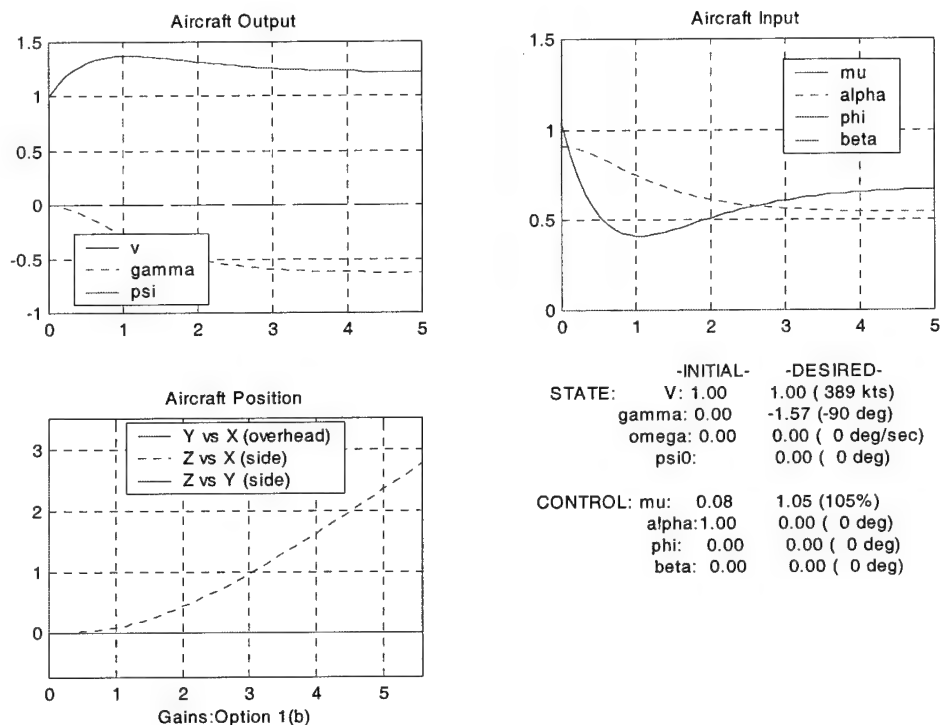 Aircraft Output
1.5
1
0.5
0
-0.5
-1
v
gamma
psi
0 1 2 3 4 5
Aircraft Input
1.5
1
0.5
0
mu
alpha
phi
beta
0 1 2 3 4 5
Aircraft Position
3
2
1
0
Y vs X (overhead)
Z vs X (side)
Z vs Y (side)
0 1 2 3 4 5
Gains:Option 1(b)
-INITIAL- -DESIRED-
STATE: V: 1.00 1.00 ( 389 kts)
gamma: 0.00 -1.57 (-90 deg)
omega: 0.00 0.00 ( 0 deg/sec)
psi0: 0.00 ( 0 deg)
CONTROL: mu: 0.08 1.05 (105%)
alpha:1.00 0.00 ( 0 deg)
phi: 0.00 0.00 ( 0 deg)
beta: 0.00 0.00 ( 0 deg)